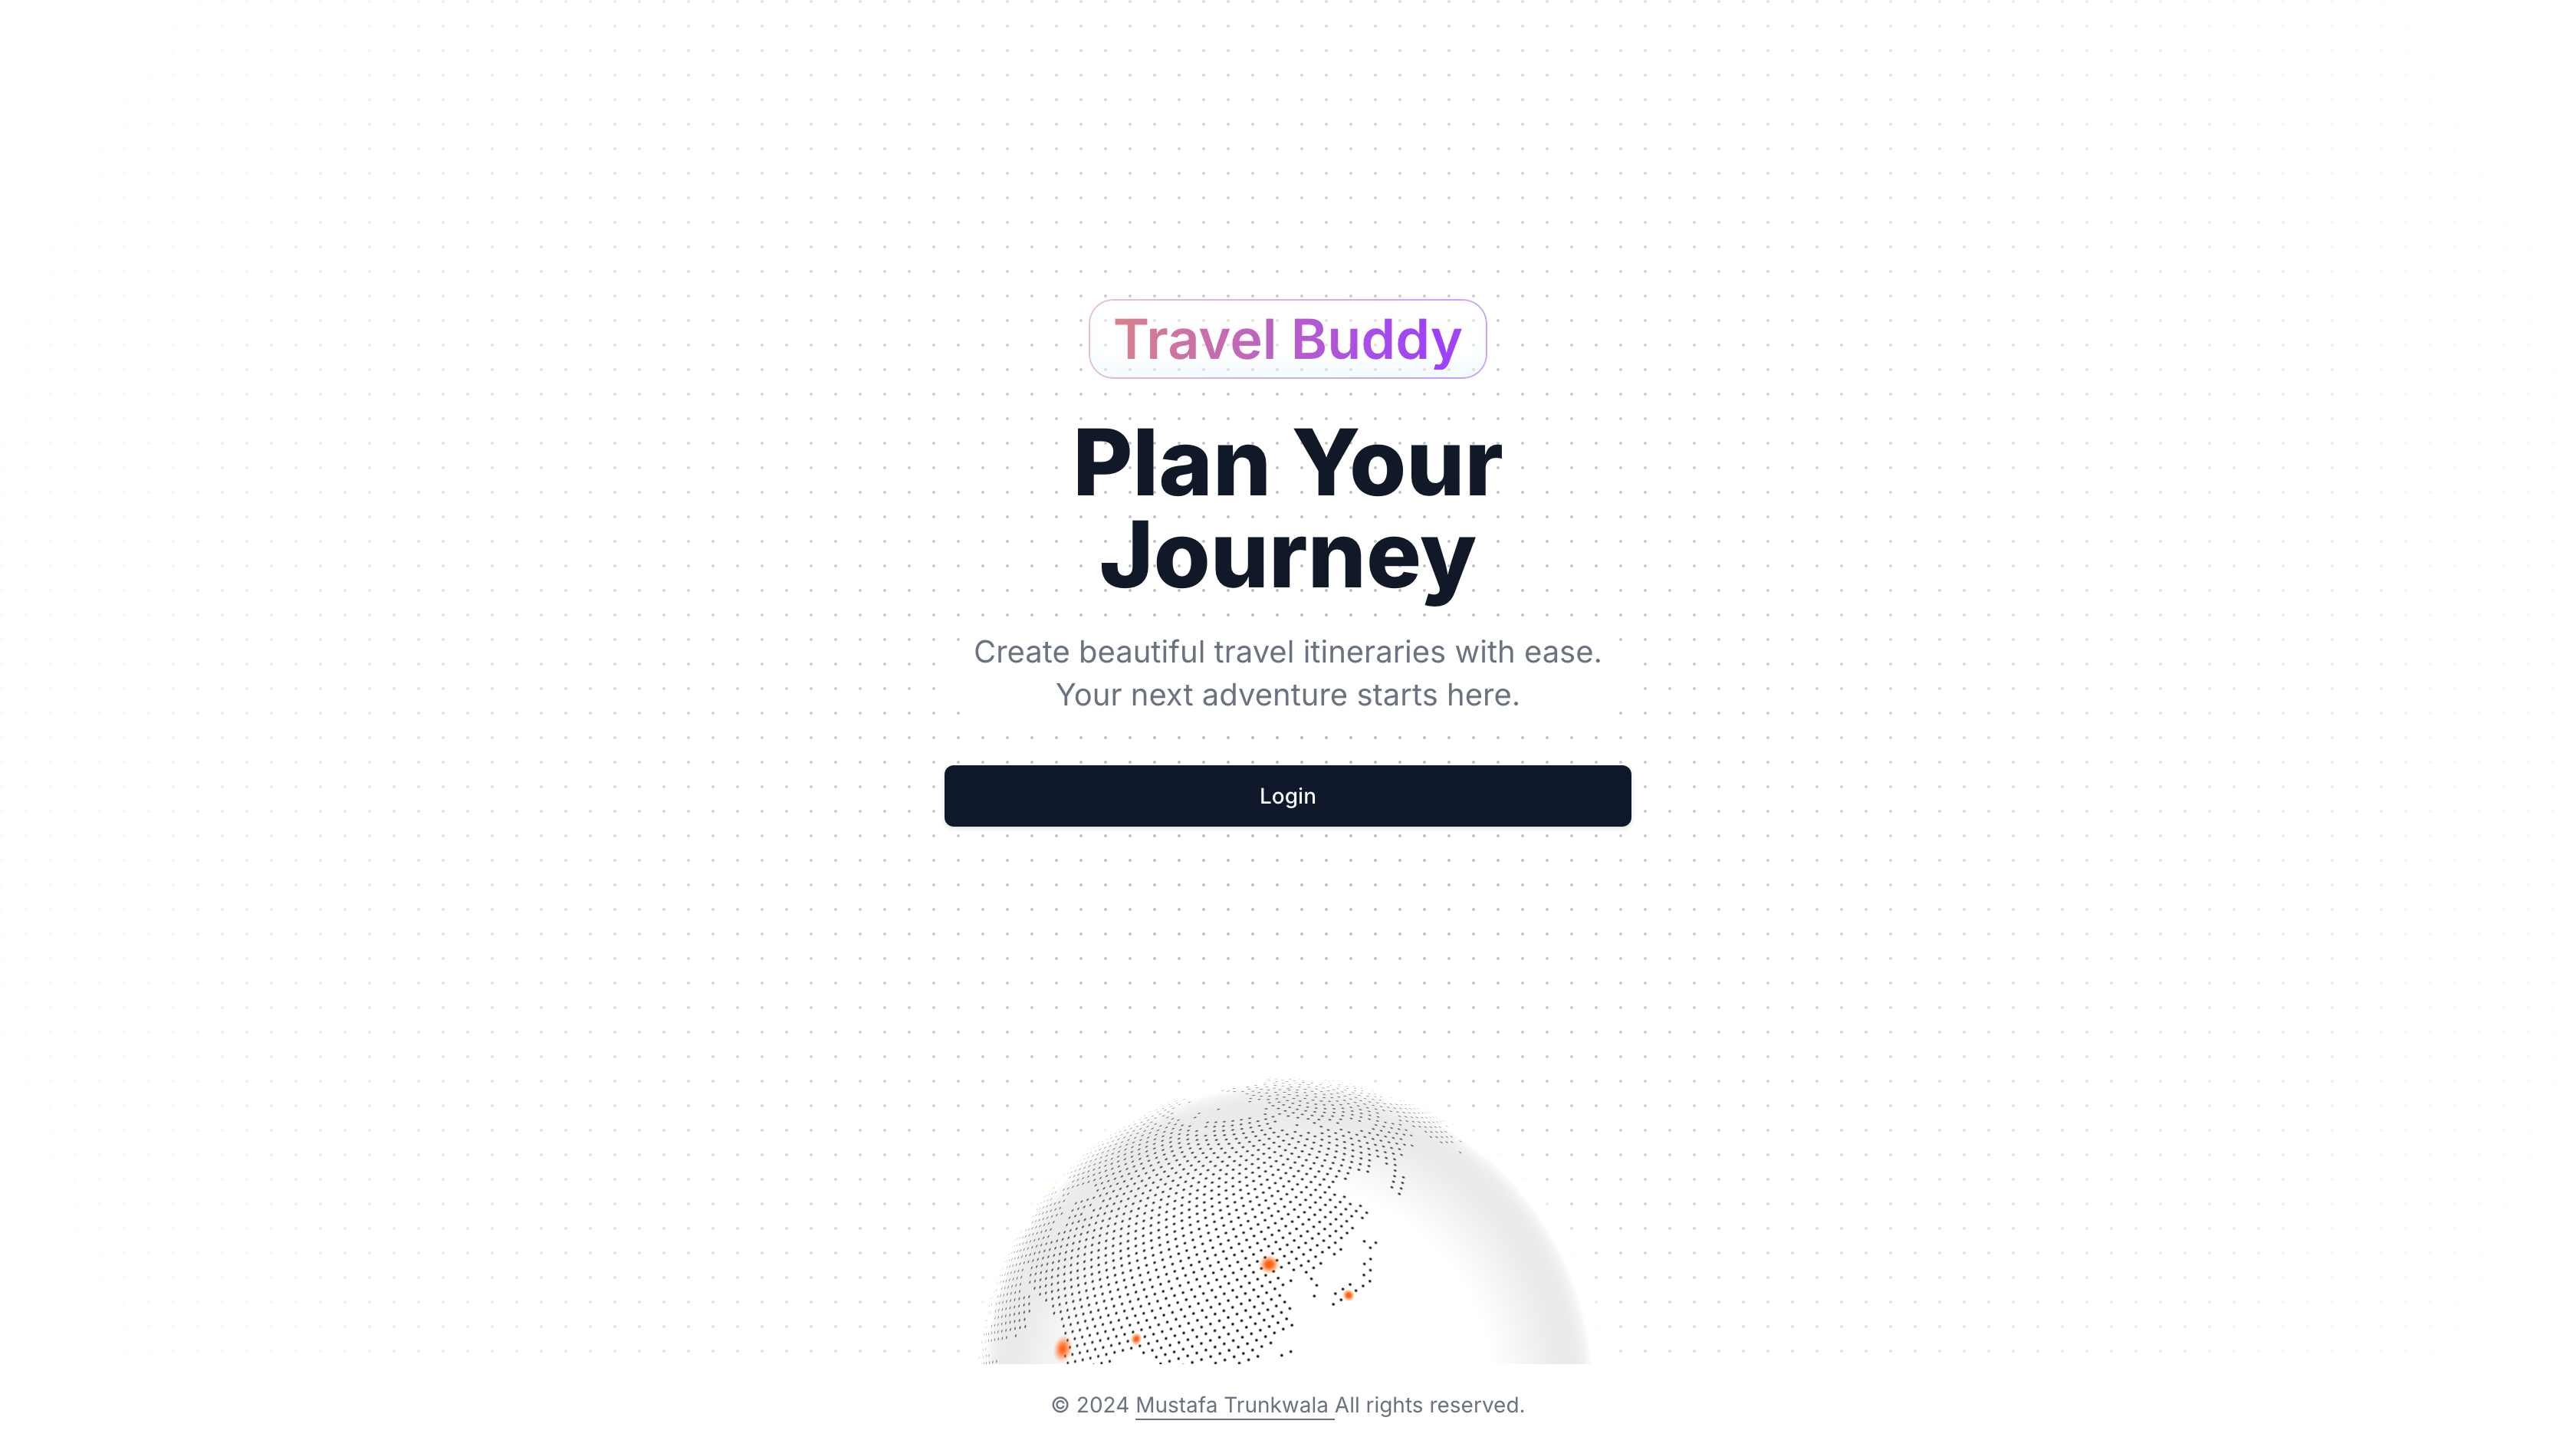 Travel Buddy
Plan Your
Journey
Create beautiful travel itineraries with ease.
Your next adventure starts here.
Login
© 2024 Mustafa Trunkwala All rights reserved.